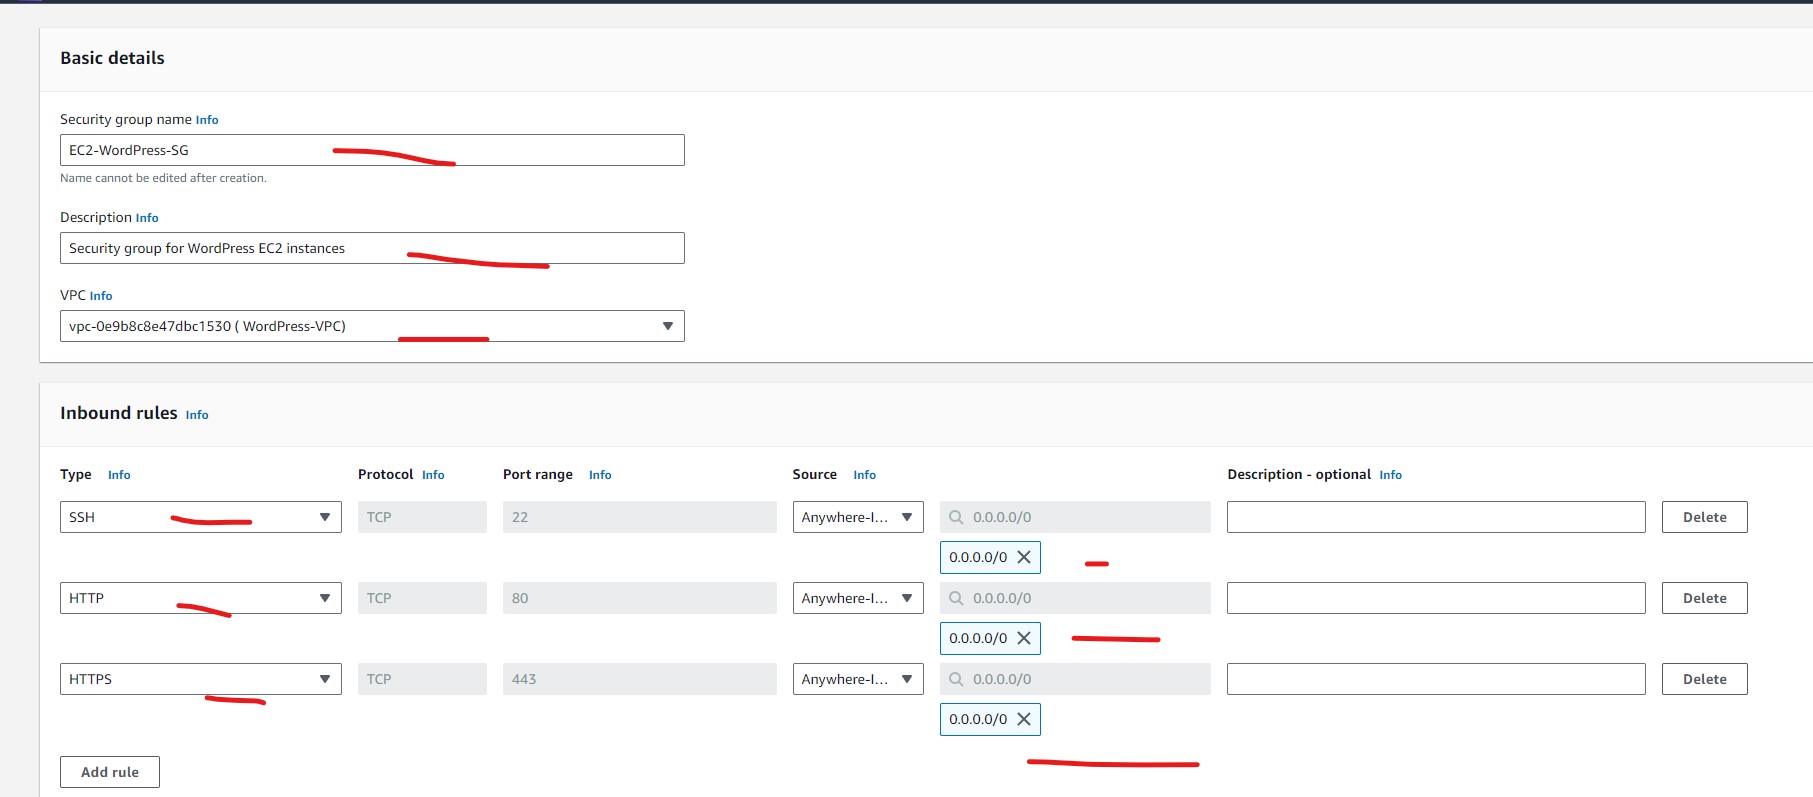 Basic details
Security group name Info
EC2-WordPress-SG
Name cannot be edited after creation.
Description Info
Security group for WordPress EC2 instances
VPC Info
vpc-0e9b8c8e47dbc1530 ( WordPress-VPC)
Inbound rules Info
Type Info Protocol Info Port range Info Source Info Description - optional Info
SSH TCP 22 Anywhere-I... 0.0.0.0/0 Delete
0.0.0.0/0
HTTP TCP 80 Anywhere-I... 0.0.0.0/0 Delete
0.0.0.0/0
HTTPS TCP 443 Anywhere-I... 0.0.0.0/0 Delete
0.0.0.0/0
Add rule